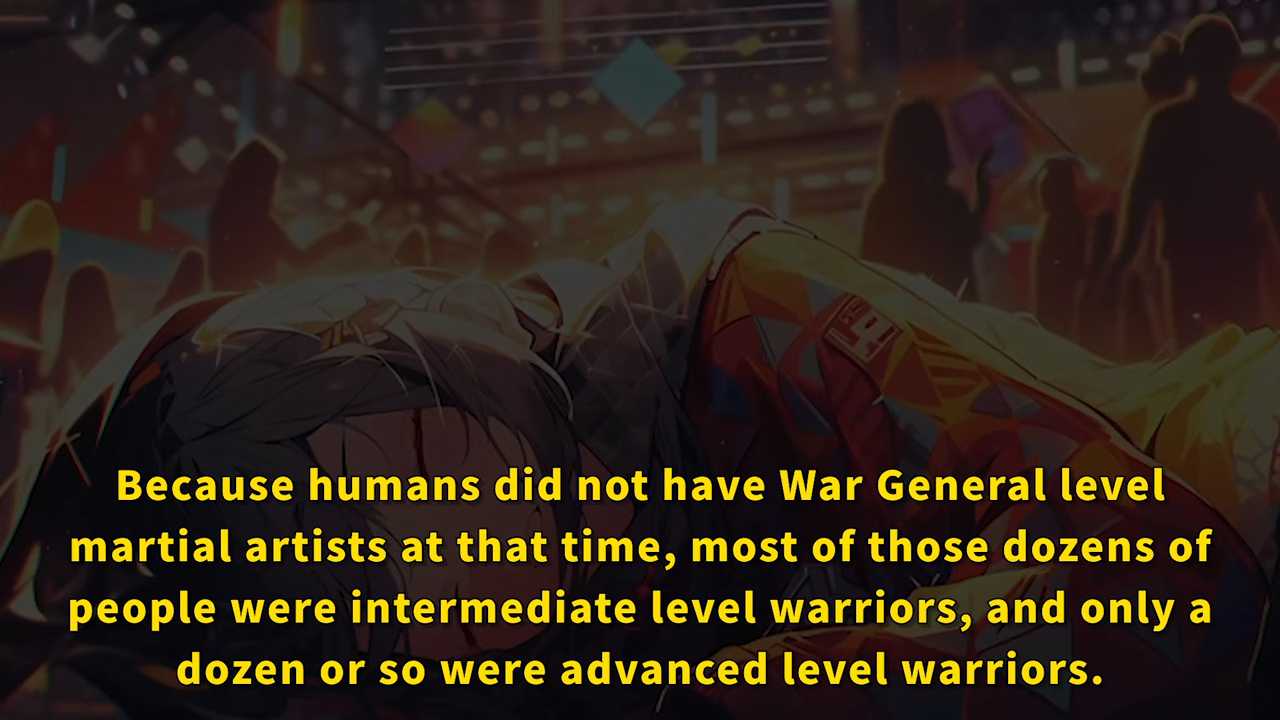 Because humans did not have War General level
martial artists at that time, most of those dozens of
people were intermediate level warriors, and only a
dozen or so were advanced level warriors.